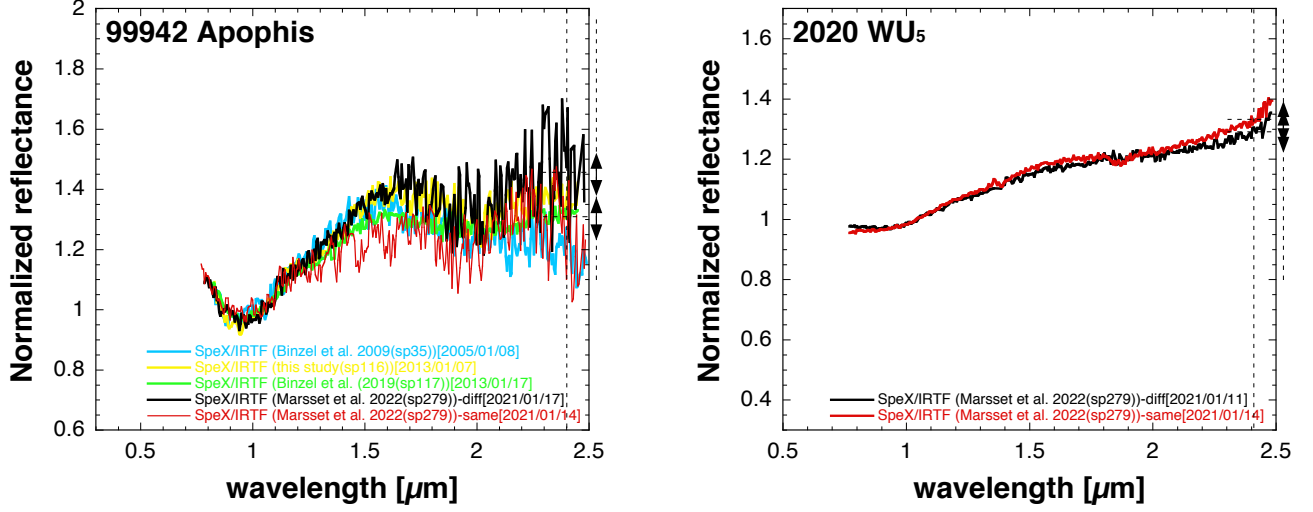 99942 Apophis
Normalized reflectance
2
1.8
1.6
1.4
1.2
1
0.8
0.6
SpeX/IRTF (Binzel et al. 2009(sp35))[2005/01/08]
SpeX/IRTF (this study(sp116))[2013/01/07]
SpeX/IRTF (Binzel et al. (2019(sp117))[2013/01/17]
SpeX/IRTF (Marsset et al. 2022(sp279))-diff[2021/01/17]
SpeX/IRTF (Marsset et al. 2022(sp279))-same[2021/01/14]
0.5 1 1.5 2 2.5
wavelength [µm]
2020 WU5
Normalized reflectance
1.6
1.4
1.2
1
0.8
0.6
0.4
SpeX/IRTF (Marsset et al. 2022(sp279))-diff[2021/01/11]
SpeX/IRTF (Marsset et al. 2022(sp279))-same[2021/01/14]
0.5 1 1.5 2 2.5
wavelength [µm]